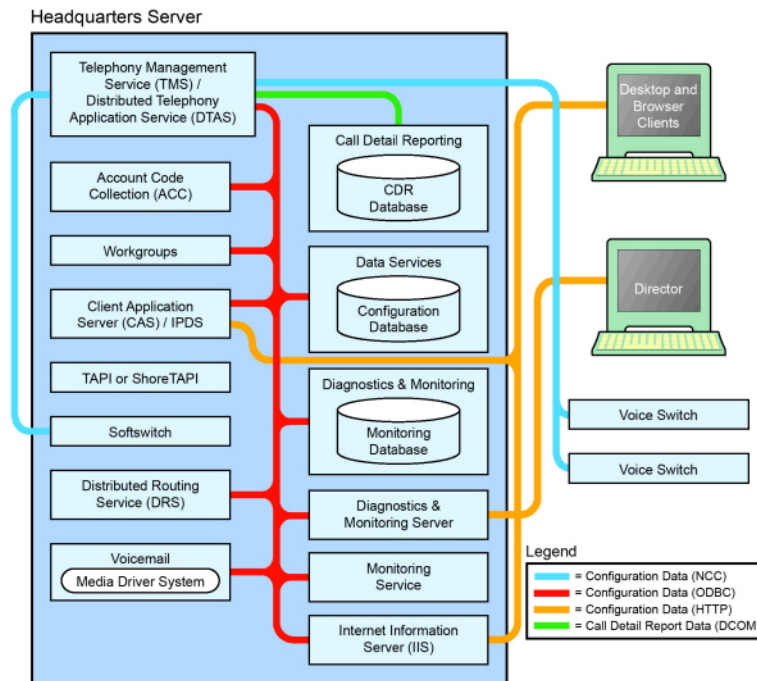 Headquarters Server
Telephony Management
Service (TMS) /
Distributed Telephony
Application Service (DTAS)
Account Code
Collection (ACC)
Workgroups
Client Application
Server (CAS) / IPDS
TAPI or ShoreTAPI
Softswitch
Distributed Routing
Service (DRS)
Voicemail
Media Driver System
Call Detail Reporting
CDR
Database
Data Services
Configuration
Database
Diagnostics & Monitoring
Monitoring
Database
Diagnostics &
Monitoring Server
Monitoring
Service
Internet Information
Server (IIS)
Desktop and
Browser
Clients
Director
Voice Switch
Voice Switch
Legend
= Configuration Data (NCC)
= Configuration Data (ODBC)
= Configuration Data (HTTP)
= Call Detail Report Data (DCOM)